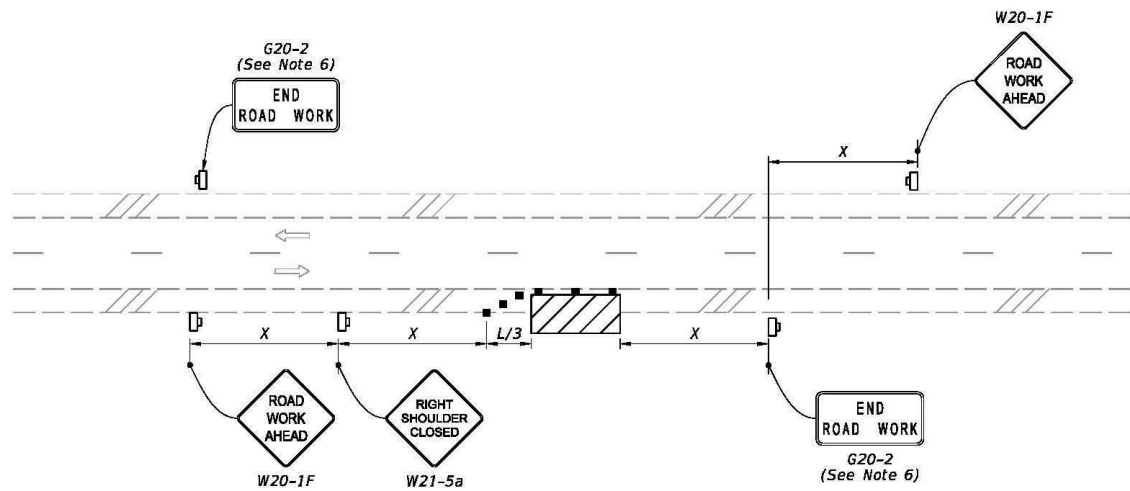 W20-1F
ROAD
WORK
AHEAD
G20-2
(See Note 6)
END
ROAD WORK
X
X
X
L/3
X
ROAD
WORK
AHEAD
W20-1F
RIGHT
SHOULDER
CLOSED
W21-5a
END
ROAD WORK
G20-2
(See Note 6)